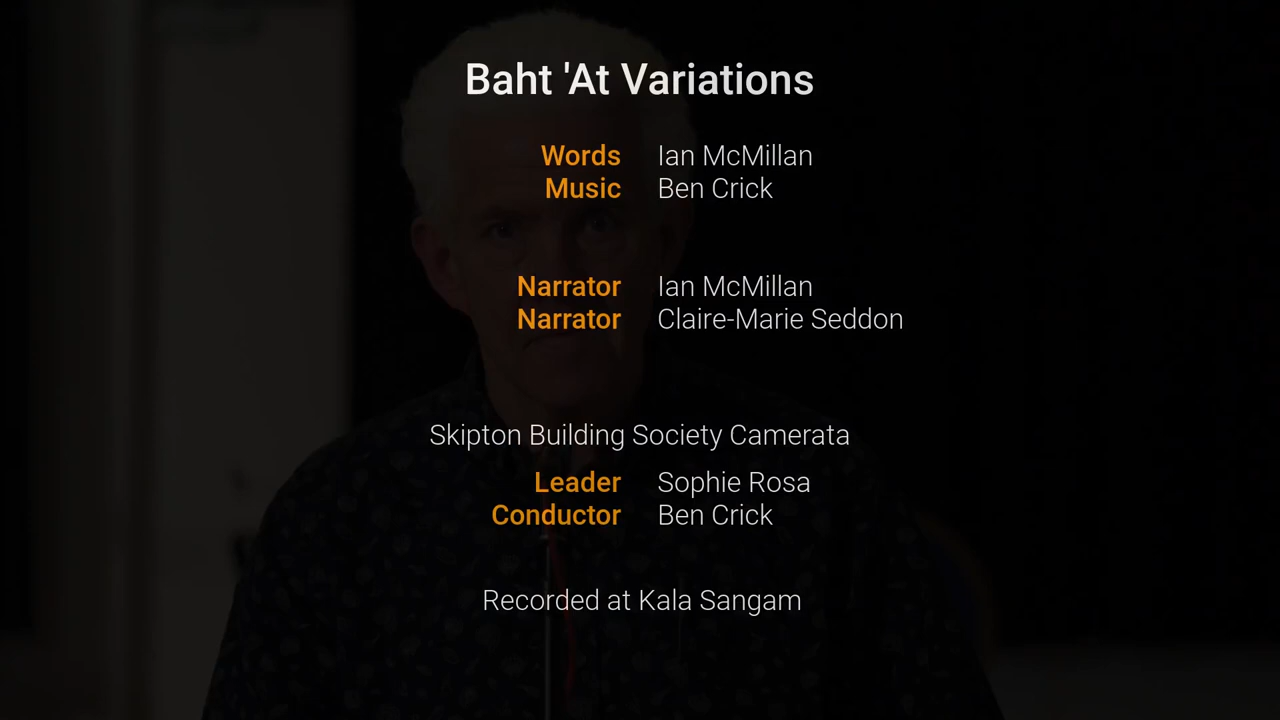 Baht 'At Variations
Words Ian McMillan
Music Ben Crick
Narrator Ian McMillan
Narrator Claire-Marie Seddon
Skipton Building Society Camerata
Leader Sophie Rosa
Conductor Ben Crick
Recorded at Kala Sangam